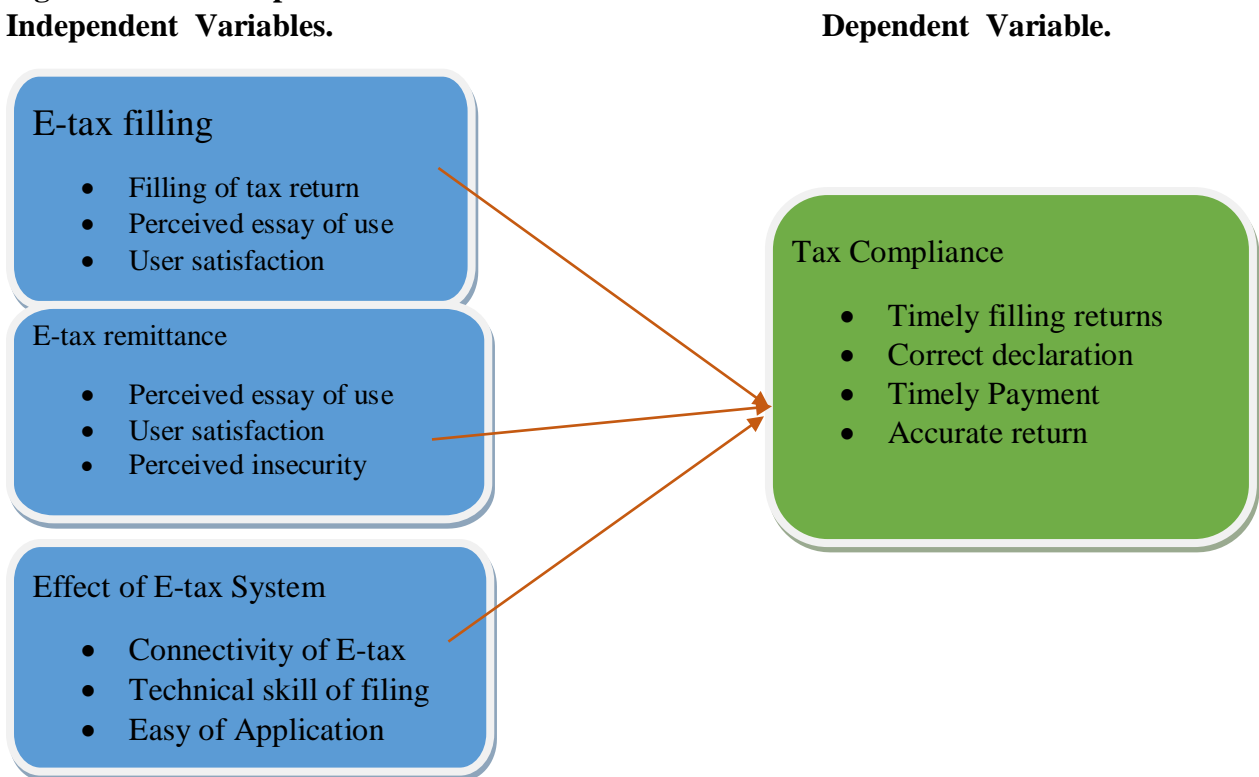 Independent Variables.
Dependent Variable.
E-tax filling
• Filling of tax return
• Perceived essay of use
• User satisfaction
E-tax remittance
• Perceived essay of use
• User satisfaction
• Perceived insecurity
Effect of E-tax System
• Connectivity of E-tax
• Technical skill of filing
• Easy of Application
Tax Compliance
• Timely filling returns
• Correct declaration
• Timely Payment
• Accurate return